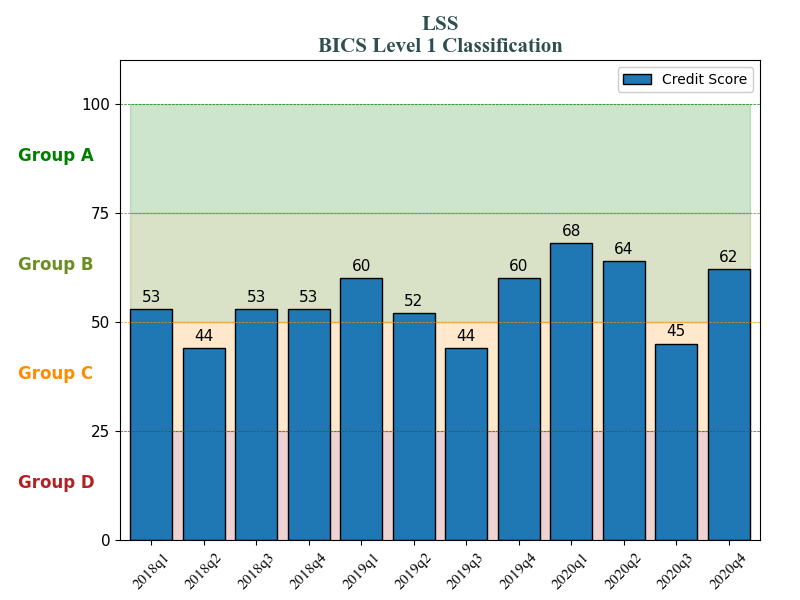 LSS
BICS Level 1 Classification
Credit Score
100
Group A
75
68
64
62
Group B
60
60
53
53
53
52
50
45
44
44
Group C
25
Group D
0
2018q1
2018q2
2018q3
2018q4
2019q1
2019q2
2019q3
2019q4
2020q1
2020q2
2020q3
2020q4